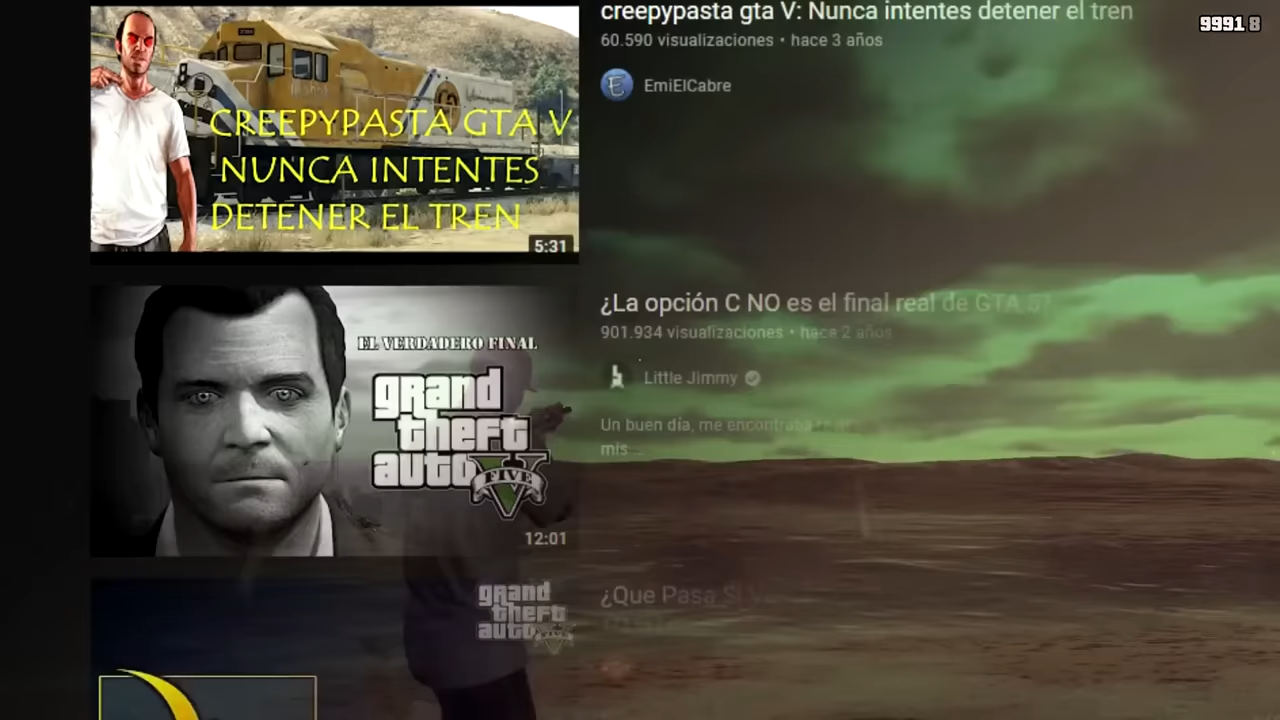 creepypasta gta V: Nunca intentes detener el tren
9991 8
60.590 visualizaciones • hace 3 años
E EmiElCabre
CREEPYPASTA GTA V
NUNCA INTENTES
DETENER EL TREN
5:31
¿La opción C NO es el final real de GTA 5?
901.934 visualizaciones • hace 2 años
EL VERDADERO FINAL
Little Jimmy
grand
theft
auto V
FIVE
Un buen día, me encontraba
mis...
12:01
grand
theft
auto V
¿Que Pasa Si